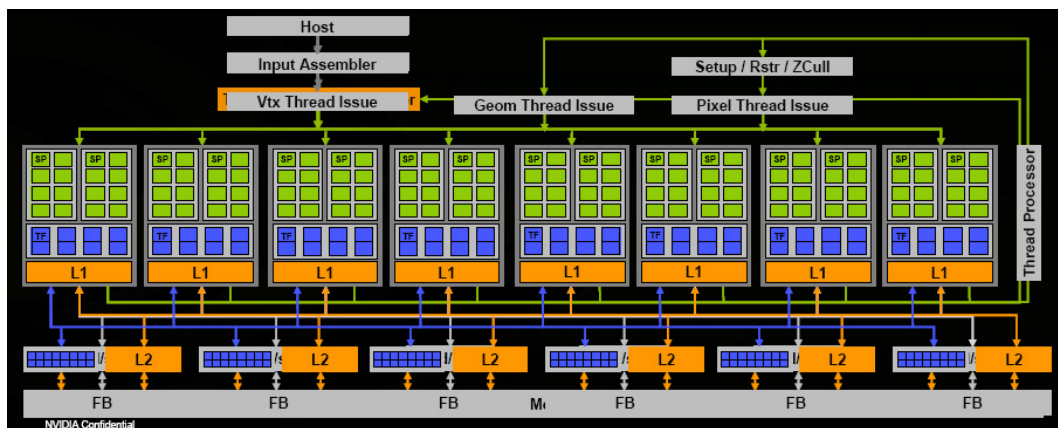 Host
Input Assembler
Setup / Rstr / ZCull
Vtx Thread Issue
Geom Thread Issue
Pixel Thread Issue
SP SP SP SP SP SP SP SP SP SP SP SP SP SP SP SP
Thread Processor
TF TF TF TF TF TF TF TF
L1 L1 L1 L1 L1 L1 L1 L1
L2 L2 L2 L2 L2 L2
FB FB FB FB FB FB
NVIDIA Confidential